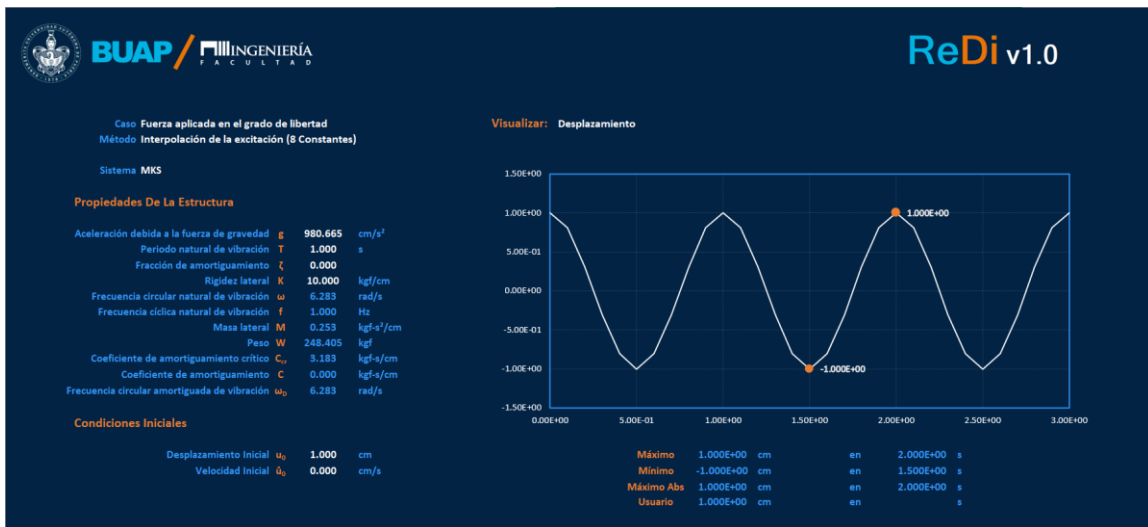 BUAP / INGENIERÍA
FACULTAD
ReDi v1.0
Caso Fuerza aplicada en el grado de libertad
Método Interpolación de la excitación (8 Constantes)
Sistema MKS
Propiedades De La Estructura
Aceleración debida a la fuerza de gravedad g 980.665 cm/s²
Periodo natural de vibración T 1.000 s
Fracción de amortiguamiento ζ 0.000
Rigidez lateral K 10.000 kgf/cm
Frecuencia circular natural de vibración ω 6.283 rad/s
Frecuencia cíclica natural de vibración f 1.000 Hz
Masa lateral M 0.253 kgf-s²/cm
Peso W 248.405 kgf
Coeficiente de amortiguamiento crítico Ccr 3.183 kgf-s/cm
Coeficiente de amortiguamiento C 0.000 kgf-s/cm
Frecuencia circular amortiguada de vibración ωD 6.283 rad/s
Condiciones Iniciales
Desplazamiento Inicial u₀ 1.000 cm
Velocidad Inicial û₀ 0.000 cm/s
Visualizar: Desplazamiento
1.50E+00
1.00E+00
5.00E-01
0.00E+00
-5.00E-01
-1.00E+00
-1.50E+00
1.000E+00
-1.000E+00
0.00E+00 5.00E-01 1.00E+00 1.50E+00 2.00E+00 2.50E+00 3.00E+00
Máximo 1.000E+00 cm en 2.000E+00 s
Mínimo -1.000E+00 cm en 1.500E+00 s
Máximo Abs 1.000E+00 cm en 2.000E+00 s
Usuario 1.000E+00 cm en s